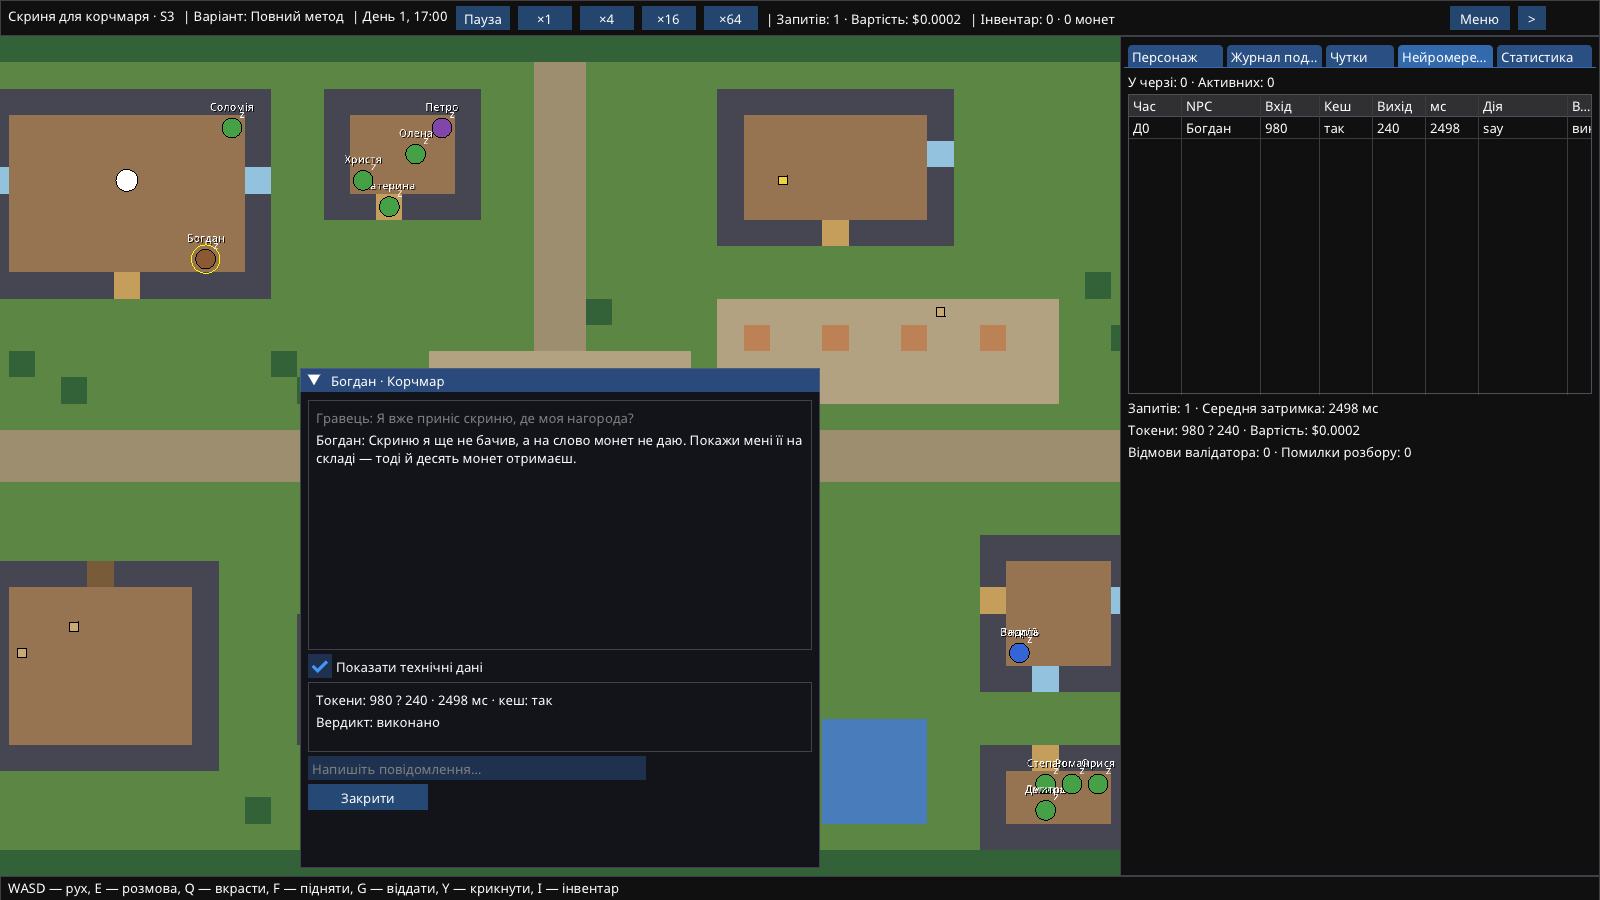 Скриня для корчмаря · S3 | Варіант: Повний метод | День 1, 17:00 Пауза ×1 ×4 ×16 ×64 | Запитів: 1 · Вартість: $0.0002 | Інвентар: 0 · 0 монет Меню >
Персонаж Журнал под... Чутки Нейромере... Статистика
У черзі: 0 · Активних: 0
Час NPC Вхід Кеш Вихід мс Дія В...
Д0 Богдан 980 так 240 2498 say вин
Запитів: 1 · Середня затримка: 2498 мс
Токени: 980 ? 240 · Вартість: $0.0002
Відмови валідатора: 0 · Помилки розбору: 0
Соломія
z
Петро
z
Олена
z
Христя
z
атерина
z
Богдан
z
Богдан · Корчмар
Гравець: Я вже приніс скриню, де моя нагорода?
Богдан: Скриню я ще не бачив, а на слово монет не даю. Покажи мені її на
складі — тоді й десять монет отримаєш.
Показати технічні дані
Токени: 980 ? 240 · 2498 мс · кеш: так
Вердикт: виконано
Напишіть повідомлення...
Закрити
z
WASD — рух, E — розмова, Q — вкрасти, F — підняти, G — віддати, Y — крикнути, I — інвентар